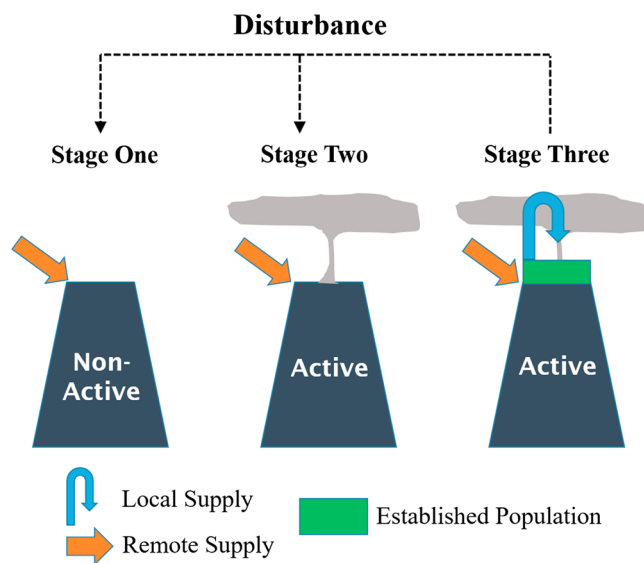 Disturbance
Stage One
Stage Two
Stage Three
Non-
Active
Active
Active
Local Supply
Remote Supply
Established Population